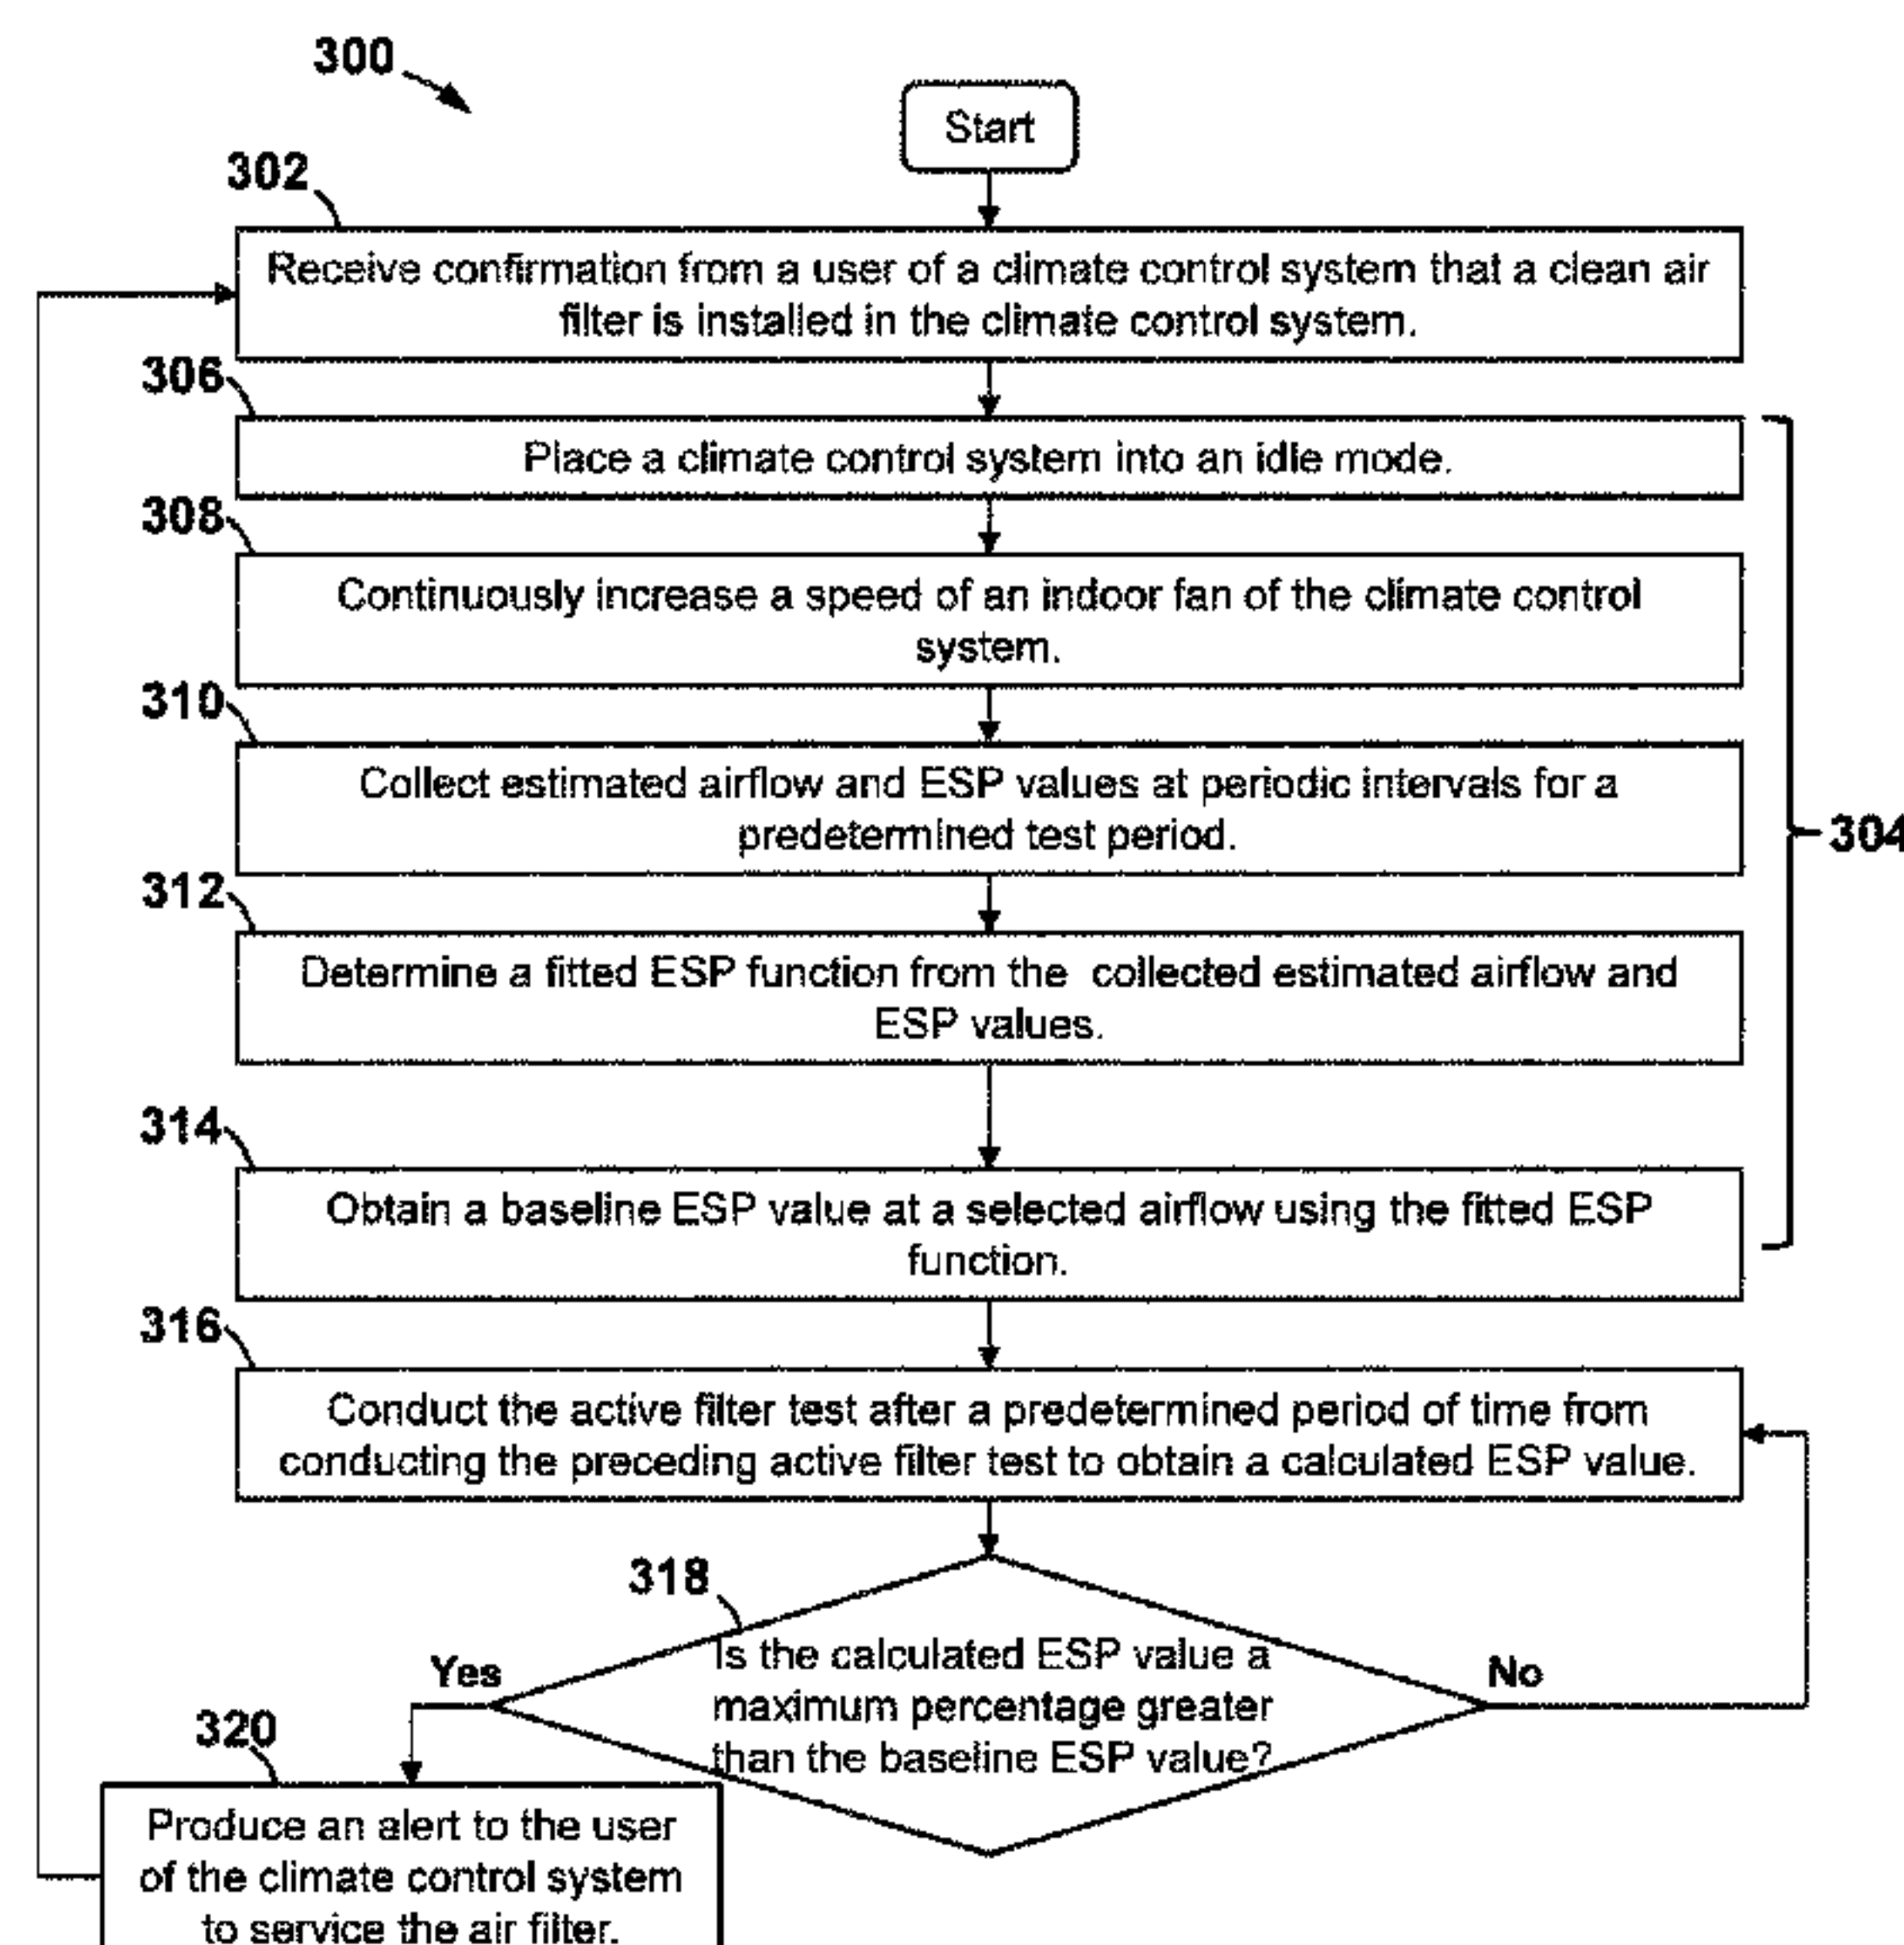 300
Start
302
Receive confirmation from a user of a climate control system that a clean air
filter is installed in the climate control system.
306
Place a climate control system into an idle mode.
308
Continuously increase a speed of an indoor fan of the climate control
system.
310
Collect estimated airflow and ESP values at periodic intervals for a
predetermined test period.
304
312
Determine a fitted ESP function from the collected estimated airflow and
ESP values.
314
Obtain a baseline ESP value at a selected airflow using the fitted ESP
function.
316
Conduct the active filter test after a predetermined period of time from
conducting the preceding active filter test to obtain a calculated ESP value.
318
Is the calculated ESP value a
maximum percentage greater
than the baseline ESP value?
Yes
No
320
Produce an alert to the user
of the climate control system
to service the air filter.